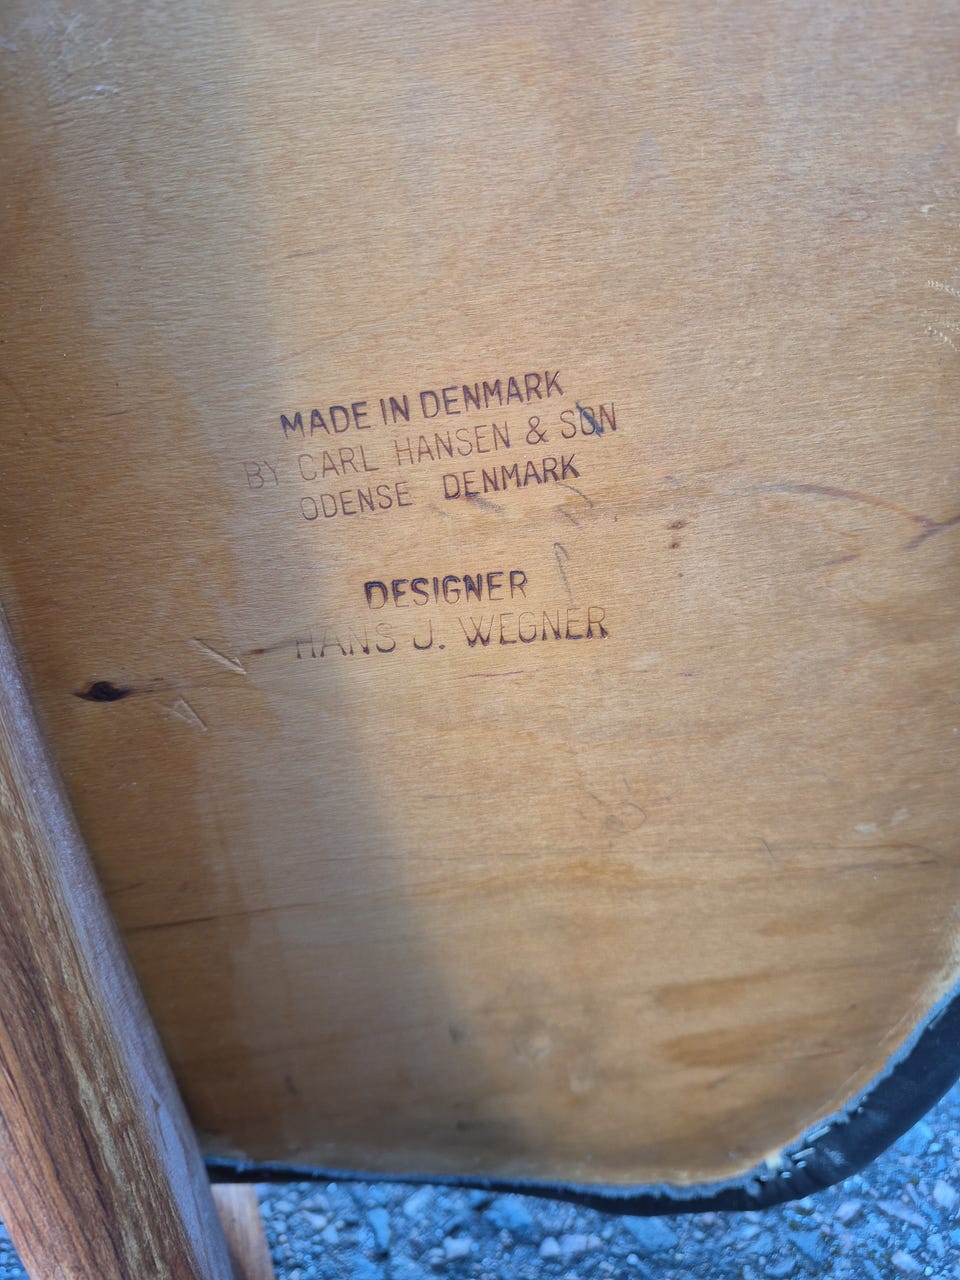 MADE IN DENMARK
BY CARL HANSEN & SØN
ODENSE DENMARK
DESIGNER
HANS J. WEGNER